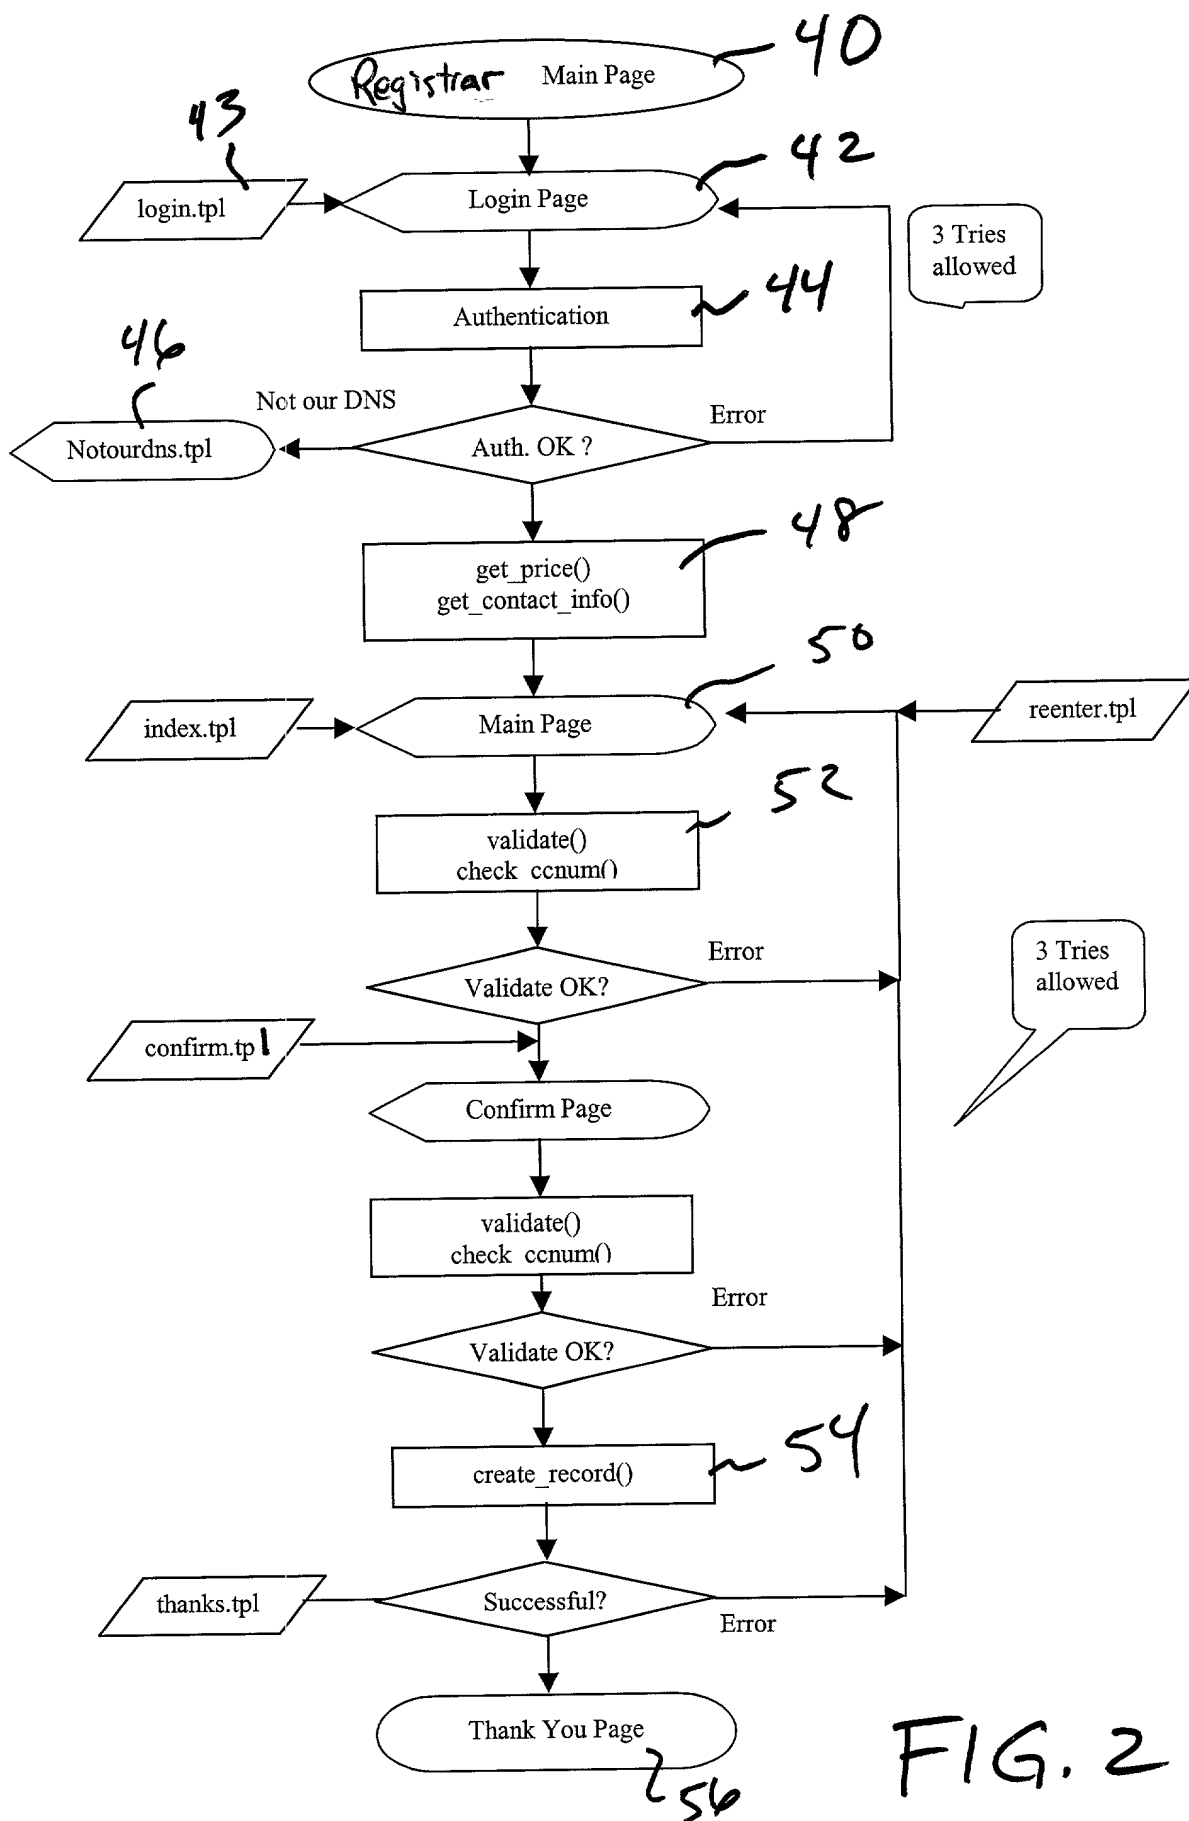 40
Registrar Main Page
43
42
login.tpl
Login Page
3 Tries
allowed
44
Authentication
46
Not our DNS
Error
Notourdns.tpl
Auth. OK ?
48
get_price()
get_contact_info()
50
index.tpl
Main Page
reenter.tpl
52
validate()
check_ccnum()
Error
Validate OK?
3 Tries
allowed
confirm.tpl
Confirm Page
validate()
check_ccnum()
Error
Validate OK?
54
create_record()
thanks.tpl
Successful?
Error
Thank You Page
56
FIG. 2